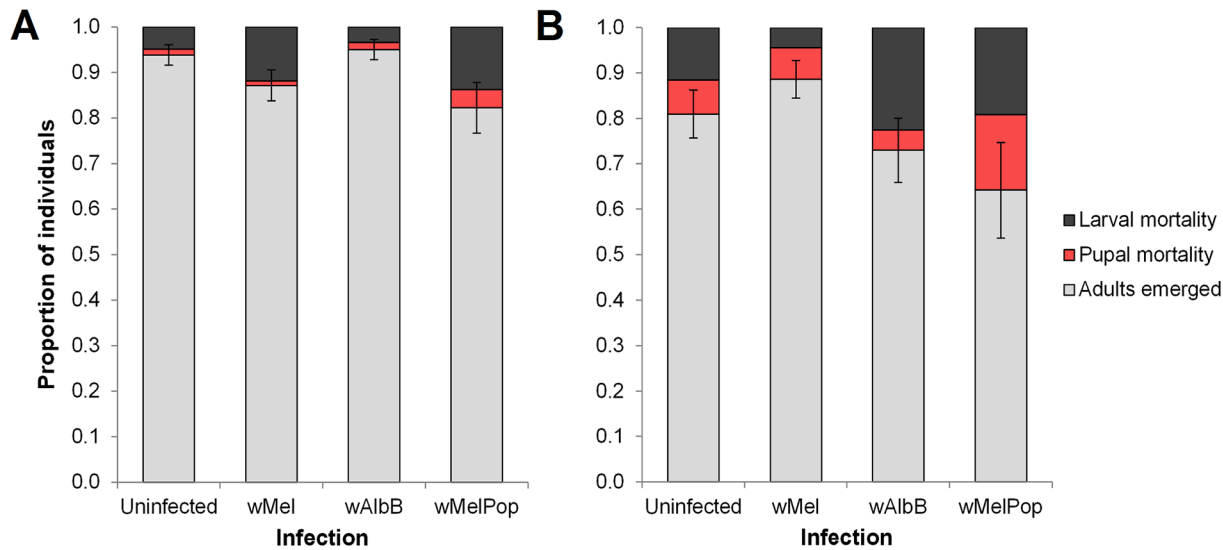 A
Proportion of individuals
1.0
0.9
0.8
0.7
0.6
0.5
0.4
0.3
0.2
0.1
0.0
Uninfected wMel wAlbB wMelPop
Infection
B
1.0
0.9
0.8
0.7
0.6
0.5
0.4
0.3
0.2
0.1
0.0
Uninfected wMel wAlbB wMelPop
Infection
Larval mortality
Pupal mortality
Adults emerged